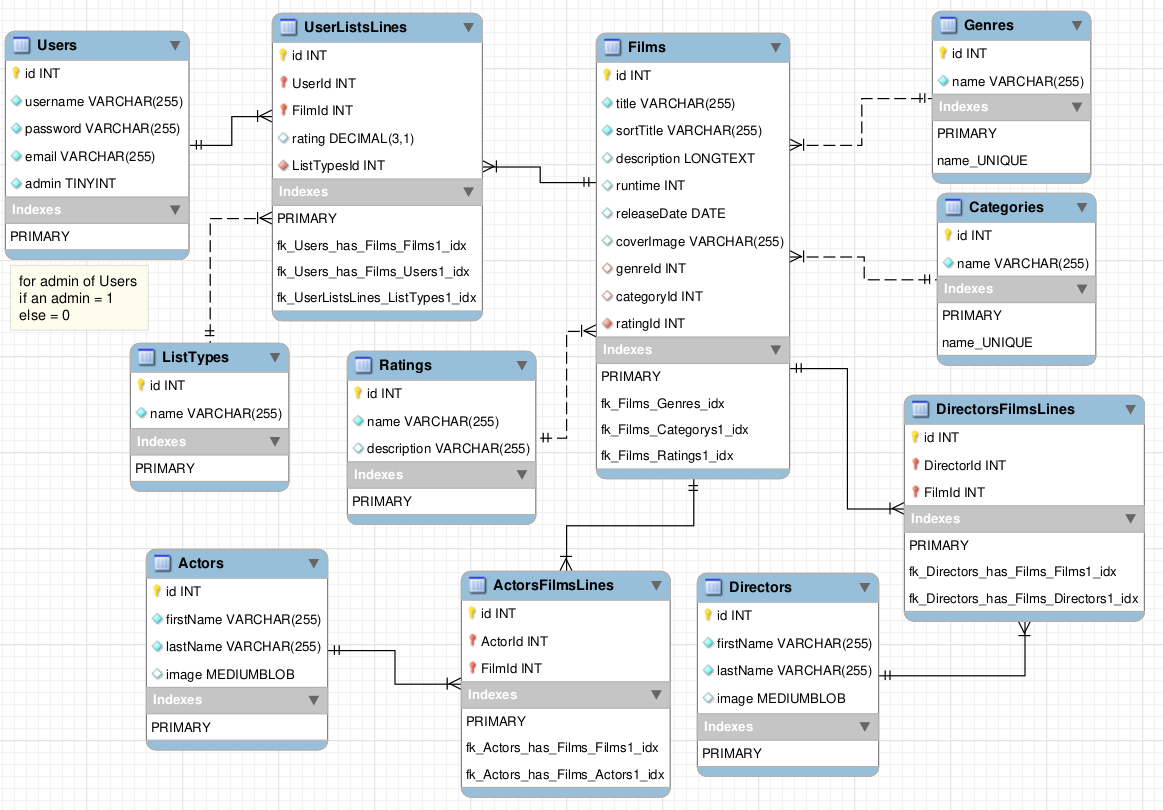 Users
id INT
username VARCHAR(255)
password VARCHAR(255)
email VARCHAR(255)
admin TINYINT
Indexes
PRIMARY
for admin of Users
if an admin = 1
else = 0
UserListsLines
id INT
UserId INT
FilmId INT
rating DECIMAL(3,1)
ListTypesId INT
Indexes
PRIMARY
fk_Users_has_Films_Films1_idx
fk_Users_has_Films_Users1_idx
fk_UserListsLines_ListTypes1_idx
Films
id INT
title VARCHAR(255)
sortTitle VARCHAR(255)
description LONGTEXT
runtime INT
releaseDate DATE
coverImage VARCHAR(255)
genreId INT
categoryId INT
ratingId INT
Indexes
PRIMARY
fk_Films_Genres_idx
fk_Films_Categorys1_idx
fk_Films_Ratings1_idx
Genres
id INT
name VARCHAR(255)
Indexes
PRIMARY
name_UNIQUE
Categories
id INT
name VARCHAR(255)
Indexes
PRIMARY
name_UNIQUE
ListTypes
id INT
name VARCHAR(255)
Indexes
PRIMARY
Ratings
id INT
name VARCHAR(255)
description VARCHAR(255)
Indexes
PRIMARY
DirectorsFilmsLines
id INT
DirectorId INT
FilmId INT
Indexes
PRIMARY
fk_Directors_has_Films_Films1_idx
fk_Directors_has_Films_Directors1_idx
Actors
id INT
firstName VARCHAR(255)
lastName VARCHAR(255)
image MEDIUMBLOB
Indexes
PRIMARY
ActorsFilmsLines
id INT
ActorId INT
FilmId INT
Indexes
PRIMARY
fk_Actors_has_Films_Films1_idx
fk_Actors_has_Films_Actors1_idx
Directors
id INT
firstName VARCHAR(255)
lastName VARCHAR(255)
image MEDIUMBLOB
Indexes
PRIMARY